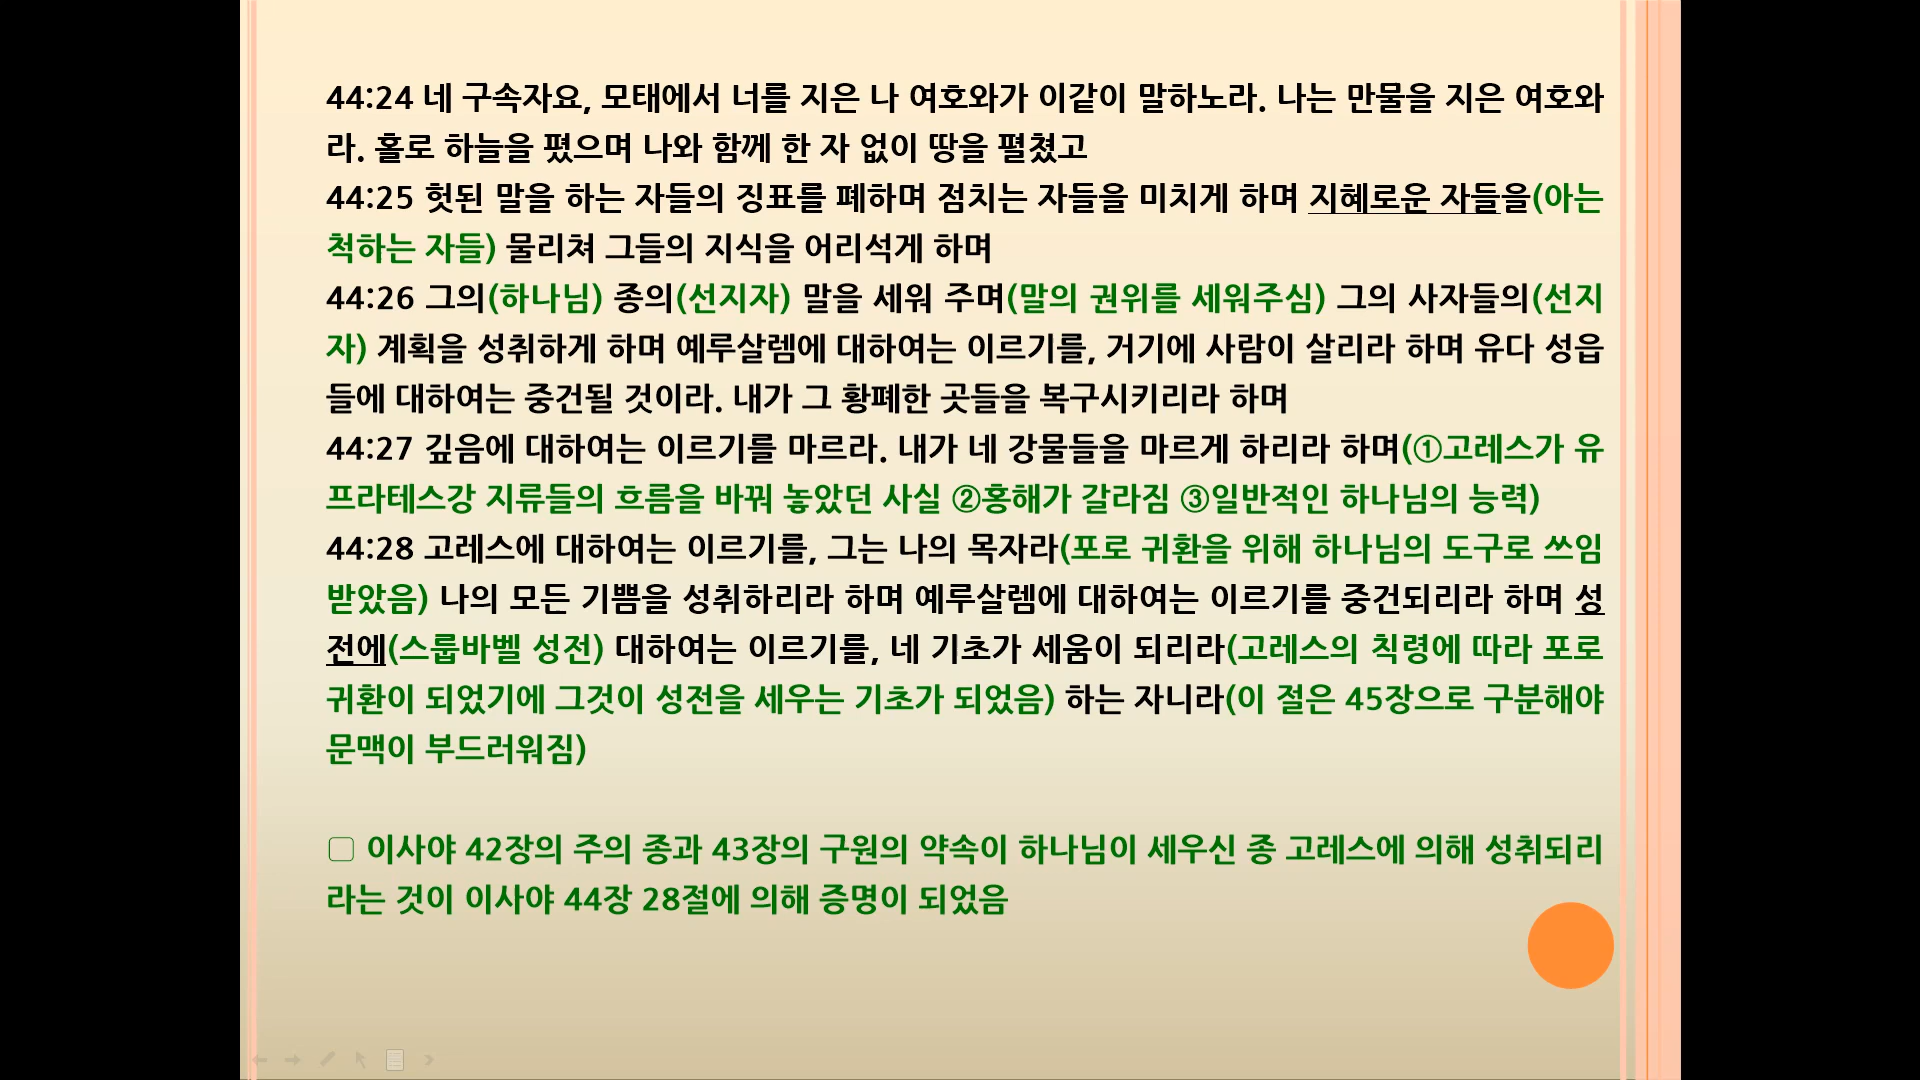 44:24 네 구속자요, 모태에서 너를 지은 나 여호와가 이같이 말하노라. 나는 만물을 지은 여호와
라. 홀로 하늘을 폈으며 나와 함께 한 자 없이 땅을 펼쳤고
44:25 헛된 말을 하는 자들의 징표를 폐하며 점치는 자들을 미치게 하며 지혜로운 자들을(아는
척하는 자들) 물리쳐 그들의 지식을 어리석게 하며
44:26 그의(하나님) 종의(선지자) 말을 세워 주며(말의 권위를 세워주심) 그의 사자들의(선지
자) 계획을 성취하게 하며 예루살렘에 대하여는 이르기를, 거기에 사람이 살리라 하며 유다 성읍
들에 대하여는 중건될 것이라. 내가 그 황폐한 곳들을 복구시키리라 하며
44:27 깊음에 대하여는 이르기를 마르라. 내가 네 강물들을 마르게 하리라 하며(①고레스가 유
프라테스강 지류들의 흐름을 바꿔 놓았던 사실 ②홍해가 갈라짐 ③일반적인 하나님의 능력)
44:28 고레스에 대하여는 이르기를, 그는 나의 목자라(포로 귀환을 위해 하나님의 도구로 쓰임
받았음) 나의 모든 기쁨을 성취하리라 하며 예루살렘에 대하여는 이르기를 중건되리라 하며 성
전에(스룹바벨 성전) 대하여는 이르기를, 네 기초가 세움이 되리라(고레스의 칙령에 따라 포로
귀환이 되었기에 그것이 성전을 세우는 기초가 되었음) 하는 자니라(이 절은 45장으로 구분해야
문맥이 부드러워짐)
▢ 이사야 42장의 주의 종과 43장의 구원의 약속이 하나님이 세우신 종 고레스에 의해 성취되리
라는 것이 이사야 44장 28절에 의해 증명이 되었음